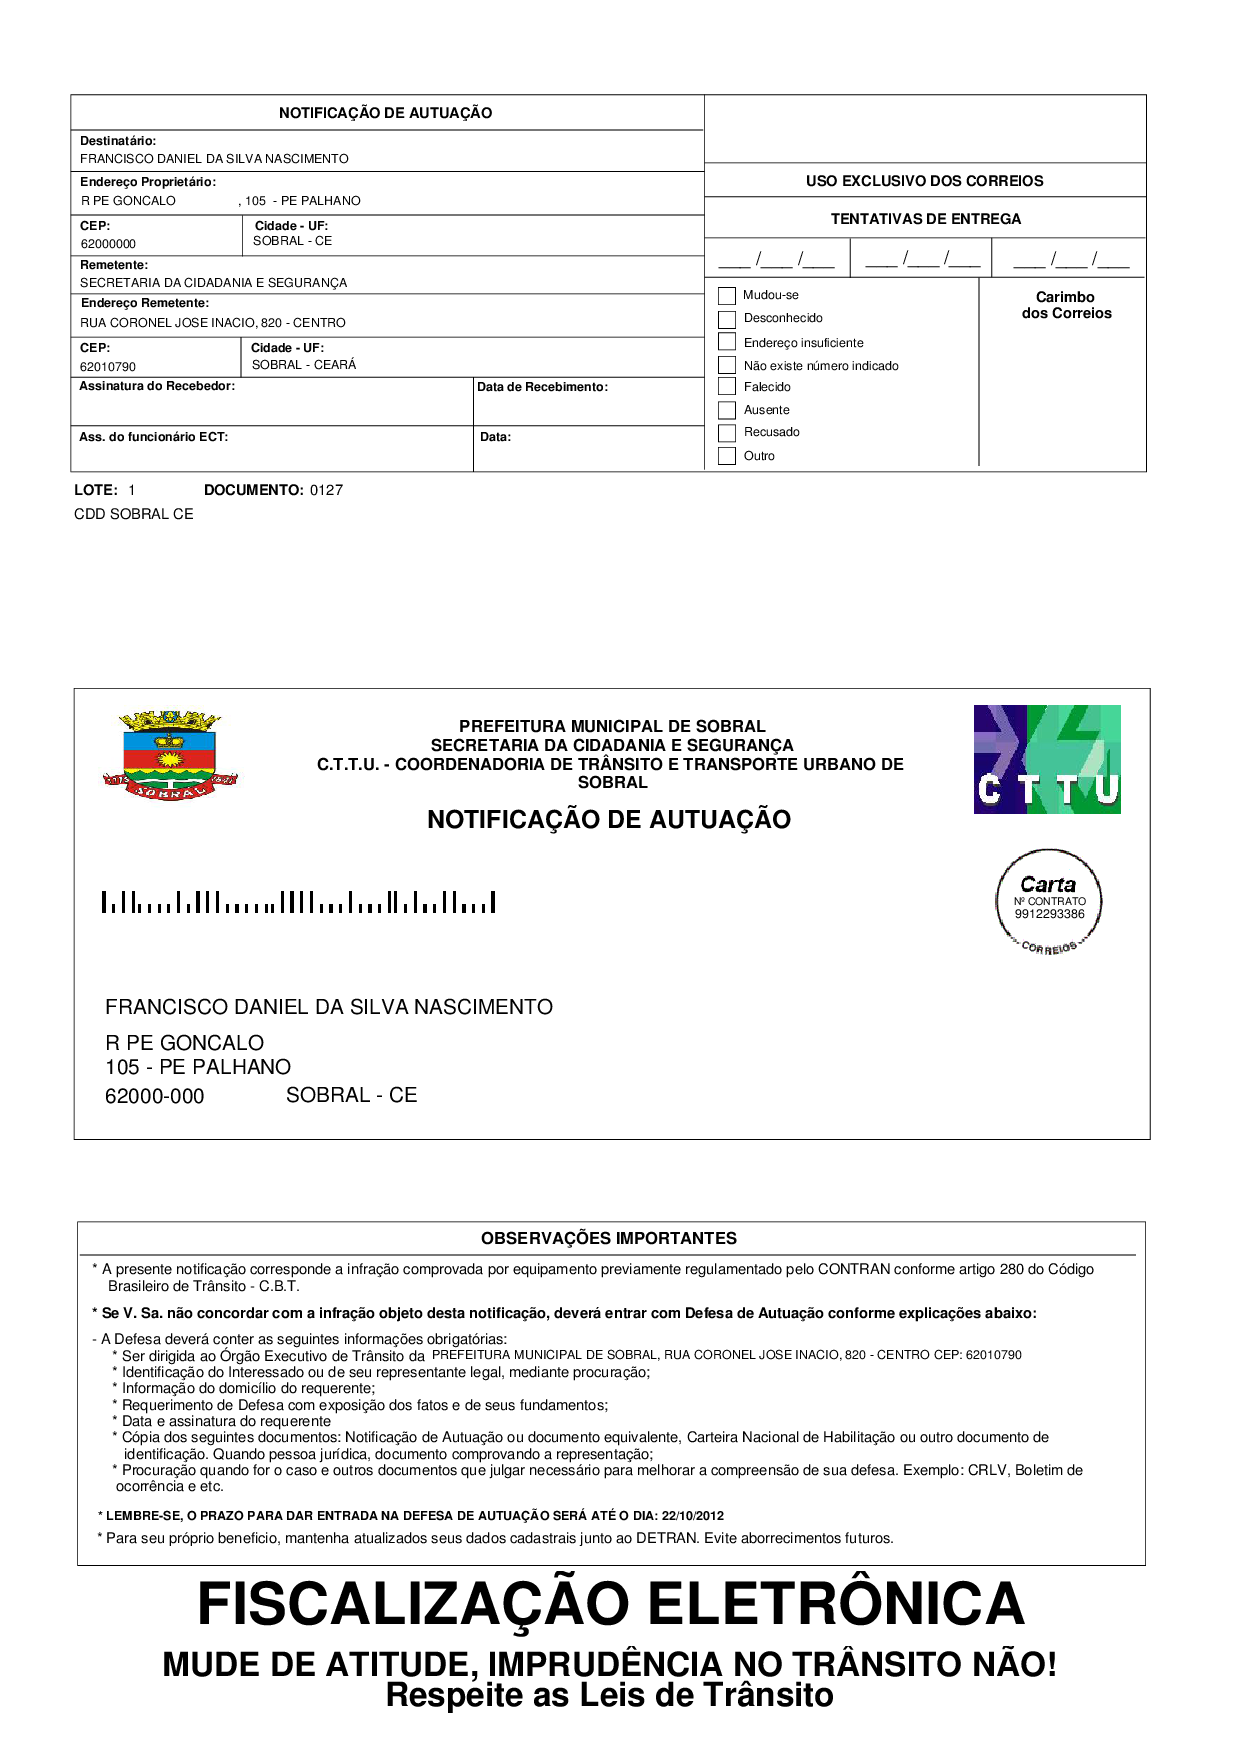 NOTIFICAÇÃO DE AUTUAÇÃO
Destinatário:
FRANCISCO DANIEL DA SILVA NASCIMENTO
Endereço Proprietário:
R PE GONCALO , 105 - PE PALHANO
CEP: Cidade - UF:
62000000 SOBRAL - CE
Remetente:
SECRETARIA DA CIDADANIA E SEGURANÇA
Endereço Remetente:
RUA CORONEL JOSE INACIO, 820 - CENTRO
CEP: Cidade - UF:
62010790 SOBRAL - CEARÁ
Assinatura do Recebedor: Data de Recebimento:
Ass. do funcionário ECT: Data:
USO EXCLUSIVO DOS CORREIOS
TENTATIVAS DE ENTREGA
___ /___ /___ ___ /___ /___ ___ /___ /___
Mudou-se
Desconhecido
Endereço insuficiente
Não existe número indicado
Falecido
Ausente
Recusado
Outro
Carimbo
dos Correios
LOTE: 1 DOCUMENTO: 0127
CDD SOBRAL CE
SOBRAL
PREFEITURA MUNICIPAL DE SOBRAL
SECRETARIA DA CIDADANIA E SEGURANÇA
C.T.T.U. - COORDENADORIA DE TRÂNSITO E TRANSPORTE URBANO DE
SOBRAL
NOTIFICAÇÃO DE AUTUAÇÃO
CTTU
Carta
Nº CONTRATO
9912293386
CORREIOS
FRANCISCO DANIEL DA SILVA NASCIMENTO
R PE GONCALO
105 - PE PALHANO
62000-000 SOBRAL - CE
OBSERVAÇÕES IMPORTANTES
* A presente notificação corresponde a infração comprovada por equipamento previamente regulamentado pelo CONTRAN conforme artigo 280 do Código
Brasileiro de Trânsito - C.B.T.
* Se V. Sa. não concordar com a infração objeto desta notificação, deverá entrar com Defesa de Autuação conforme explicações abaixo:
- A Defesa deverá conter as seguintes informações obrigatórias:
* Ser dirigida ao Órgão Executivo de Trânsito da PREFEITURA MUNICIPAL DE SOBRAL, RUA CORONEL JOSE INACIO, 820 - CENTRO CEP: 62010790
* Identificação do Interessado ou de seu representante legal, mediante procuração;
* Informação do domicílio do requerente;
* Requerimento de Defesa com exposição dos fatos e de seus fundamentos;
* Data e assinatura do requerente
* Cópia dos seguintes documentos: Notificação de Autuação ou documento equivalente, Carteira Nacional de Habilitação ou outro documento de
identificação. Quando pessoa jurídica, documento comprovando a representação;
* Procuração quando for o caso e outros documentos que julgar necessário para melhorar a compreensão de sua defesa. Exemplo: CRLV, Boletim de
ocorrência e etc.
* LEMBRE-SE, O PRAZO PARA DAR ENTRADA NA DEFESA DE AUTUAÇÃO SERÁ ATÉ O DIA: 22/10/2012
* Para seu próprio beneficio, mantenha atualizados seus dados cadastrais junto ao DETRAN. Evite aborrecimentos futuros.
FISCALIZAÇÃO ELETRÔNICA
MUDE DE ATITUDE, IMPRUDÊNCIA NO TRÂNSITO NÃO!
Respeite as Leis de Trânsito